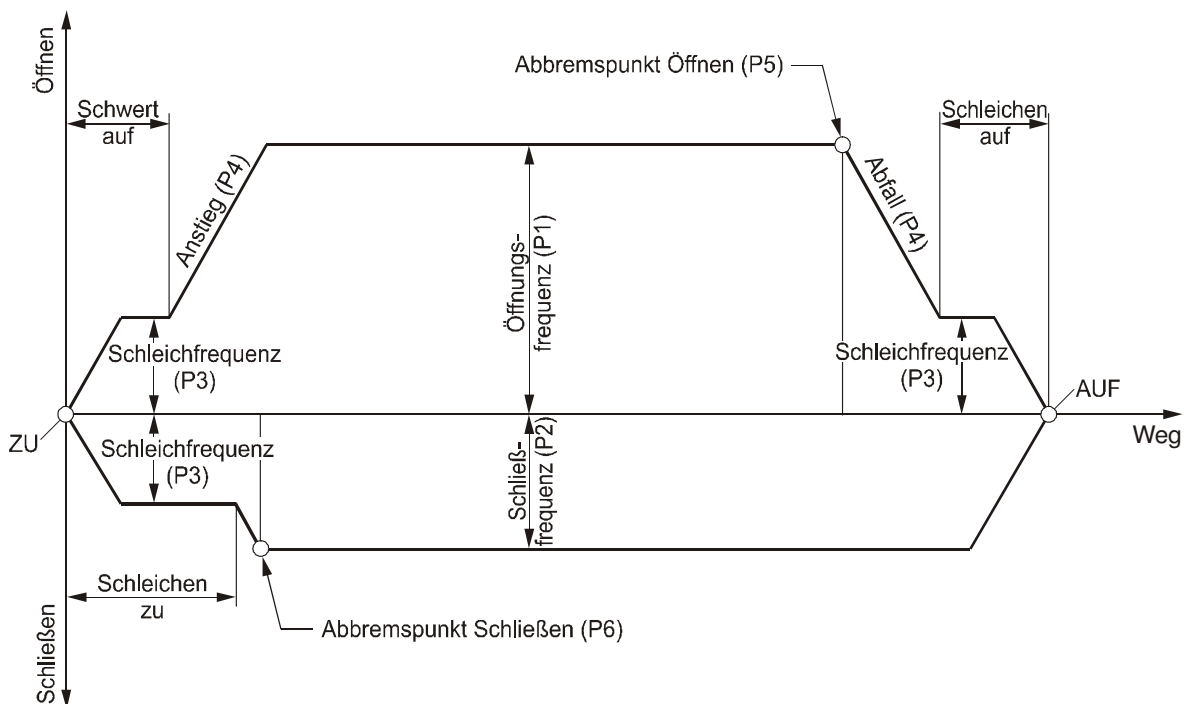 Öffnen
Abbremspunkt Öffnen (P5)
Schwert
auf
Schleichen
auf
Anstieg (P4)
Abfall (P4)
Öffnungs-
frequenz (P1)
Schleichfrequenz
(P3)
Schleichfrequenz
(P3)
AUF
ZU
Weg
Schleichfrequenz
(P3)
Schließ-
frequenz (P2)
Schleichen
zu
Abbremspunkt Schließen (P6)
Schließen